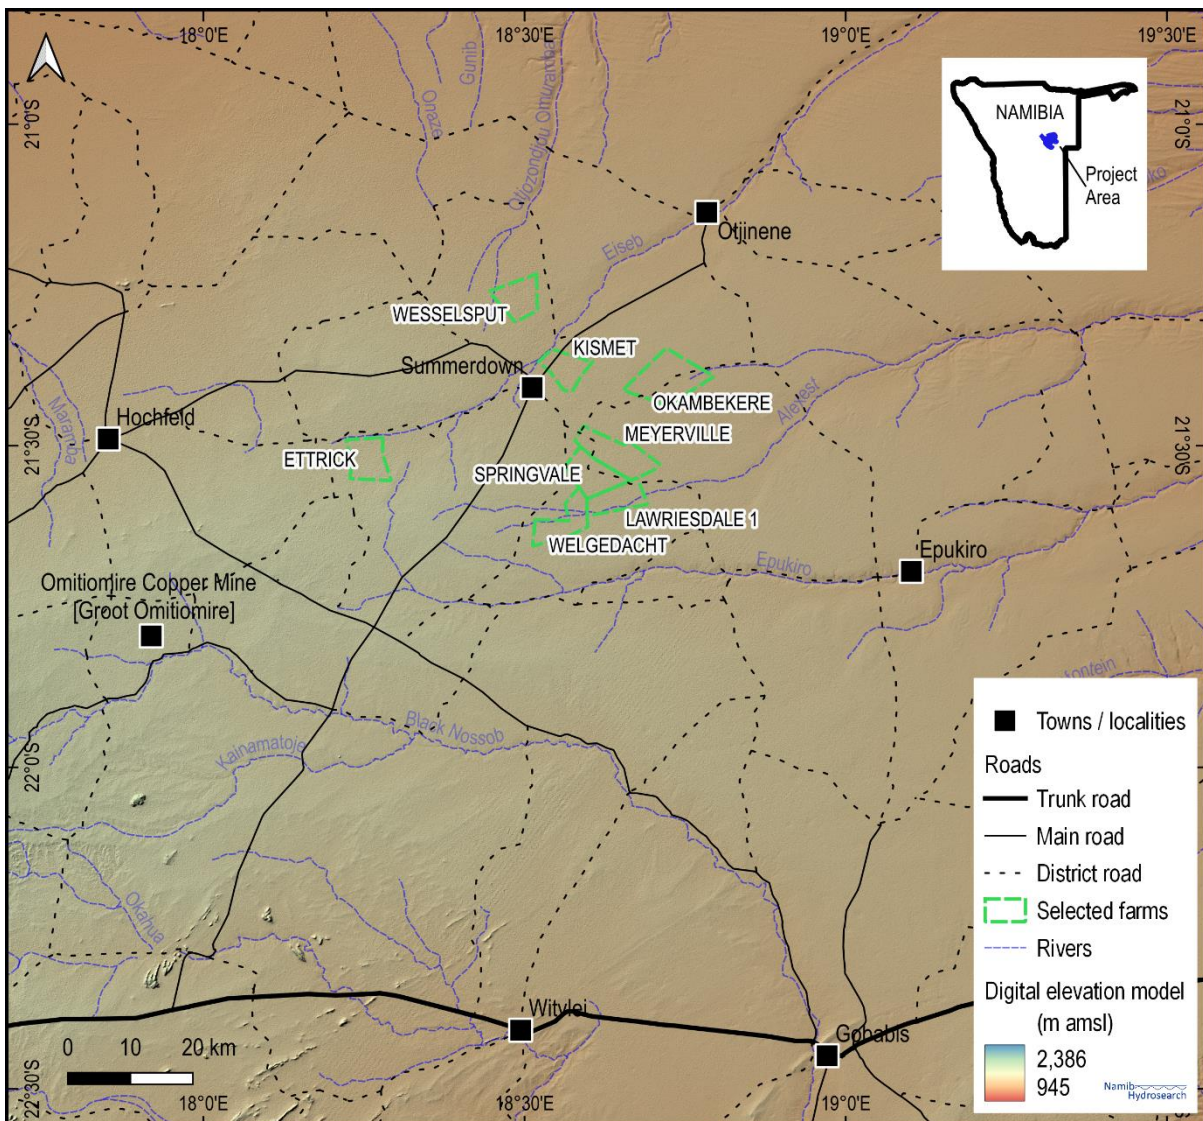 18°0'E
18°30'E
19°0'E
19°30'E
Gunib
Onaze
Otjozondjou Omuramba
21°0'S
21°0'S
NAMIBIA
Project
Area
Otjinene
Eiseb
WESSELSPUT
KISMET
Summerdown
OKAMBEKERE
Hochfeld
Maramba
MEYERVILLE
Alexesi
21°30'S
21°30'S
ETTRICK
SPRINGVALE
LAWRIESDALE 1
WELGEDACHT
Epukiro
Epukiro
Omitiomire Copper Mine
[Groot Omitiomire]
Black Nossob
Kainamatoje
22°0'S
Okahua
Witvlei
Gobabis
Towns / localities
Roads
Trunk road
Main road
District road
Selected farms
Rivers
Digital elevation model
(m amsl)
2,386
945
Namib
Hydrosearch
0 10 20 km
22°30'S
18°0'E
18°30'E
19°0'E